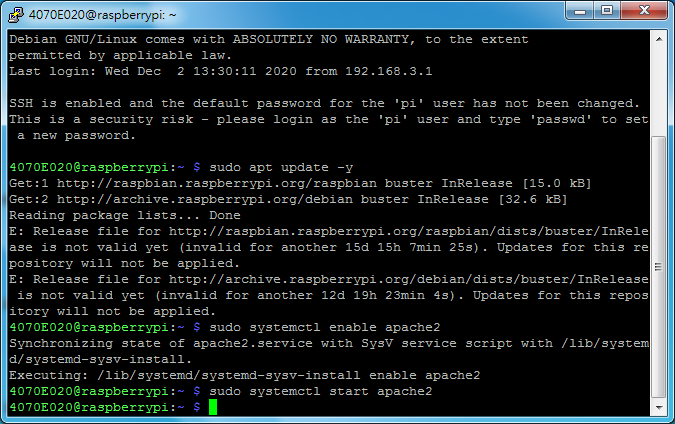 4070E020@raspberrypi: ~
Debian GNU/Linux comes with ABSOLUTELY NO WARRANTY, to the extent
permitted by applicable law.
Last login: Wed Dec  2 13:30:11 2020 from 192.168.3.1
SSH is enabled and the default password for the 'pi' user has not been changed.
This is a security risk - please login as the 'pi' user and type 'passwd' to set
 a new password.
4070E020@raspberrypi:~ $ sudo apt update -y
Get:1 http://raspbian.raspberrypi.org/raspbian buster InRelease [15.0 kB]
Get:2 http://archive.raspberrypi.org/debian buster InRelease [32.6 kB]
Reading package lists... Done
E: Release file for http://raspbian.raspberrypi.org/raspbian/dists/buster/InRele
ase is not valid yet (invalid for another 15d 15h 7min 25s). Updates for this re
pository will not be applied.
E: Release file for http://archive.raspberrypi.org/debian/dists/buster/InRelease
 is not valid yet (invalid for another 12d 19h 23min 4s). Updates for this repos
itory will not be applied.
4070E020@raspberrypi:~ $ sudo systemctl enable apache2
Synchronizing state of apache2.service with SysV service script with /lib/system
d/systemd-sysv-install.
Executing: /lib/systemd/systemd-sysv-install enable apache2
4070E020@raspberrypi:~ $ sudo systemctl start apache2
4070E020@raspberrypi:~ $